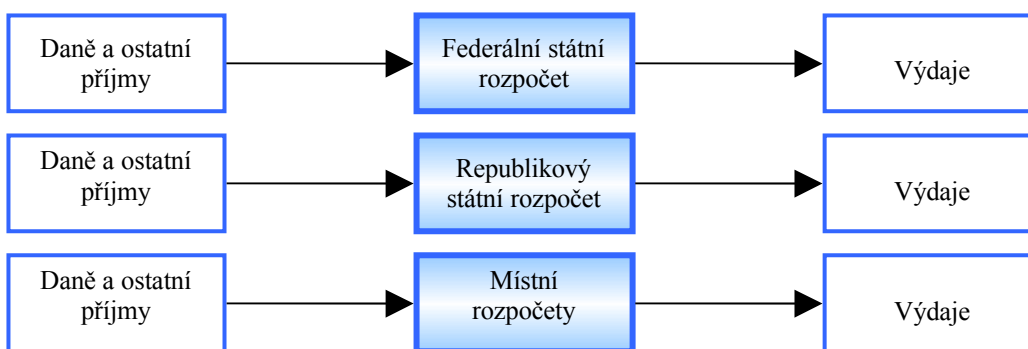 Daně a ostatní
příjmy
Federální státní
rozpočet
Výdaje
Daně a ostatní
příjmy
Republikový
státní rozpočet
Výdaje
Daně a ostatní
příjmy
Místní
rozpočety
Výdaje